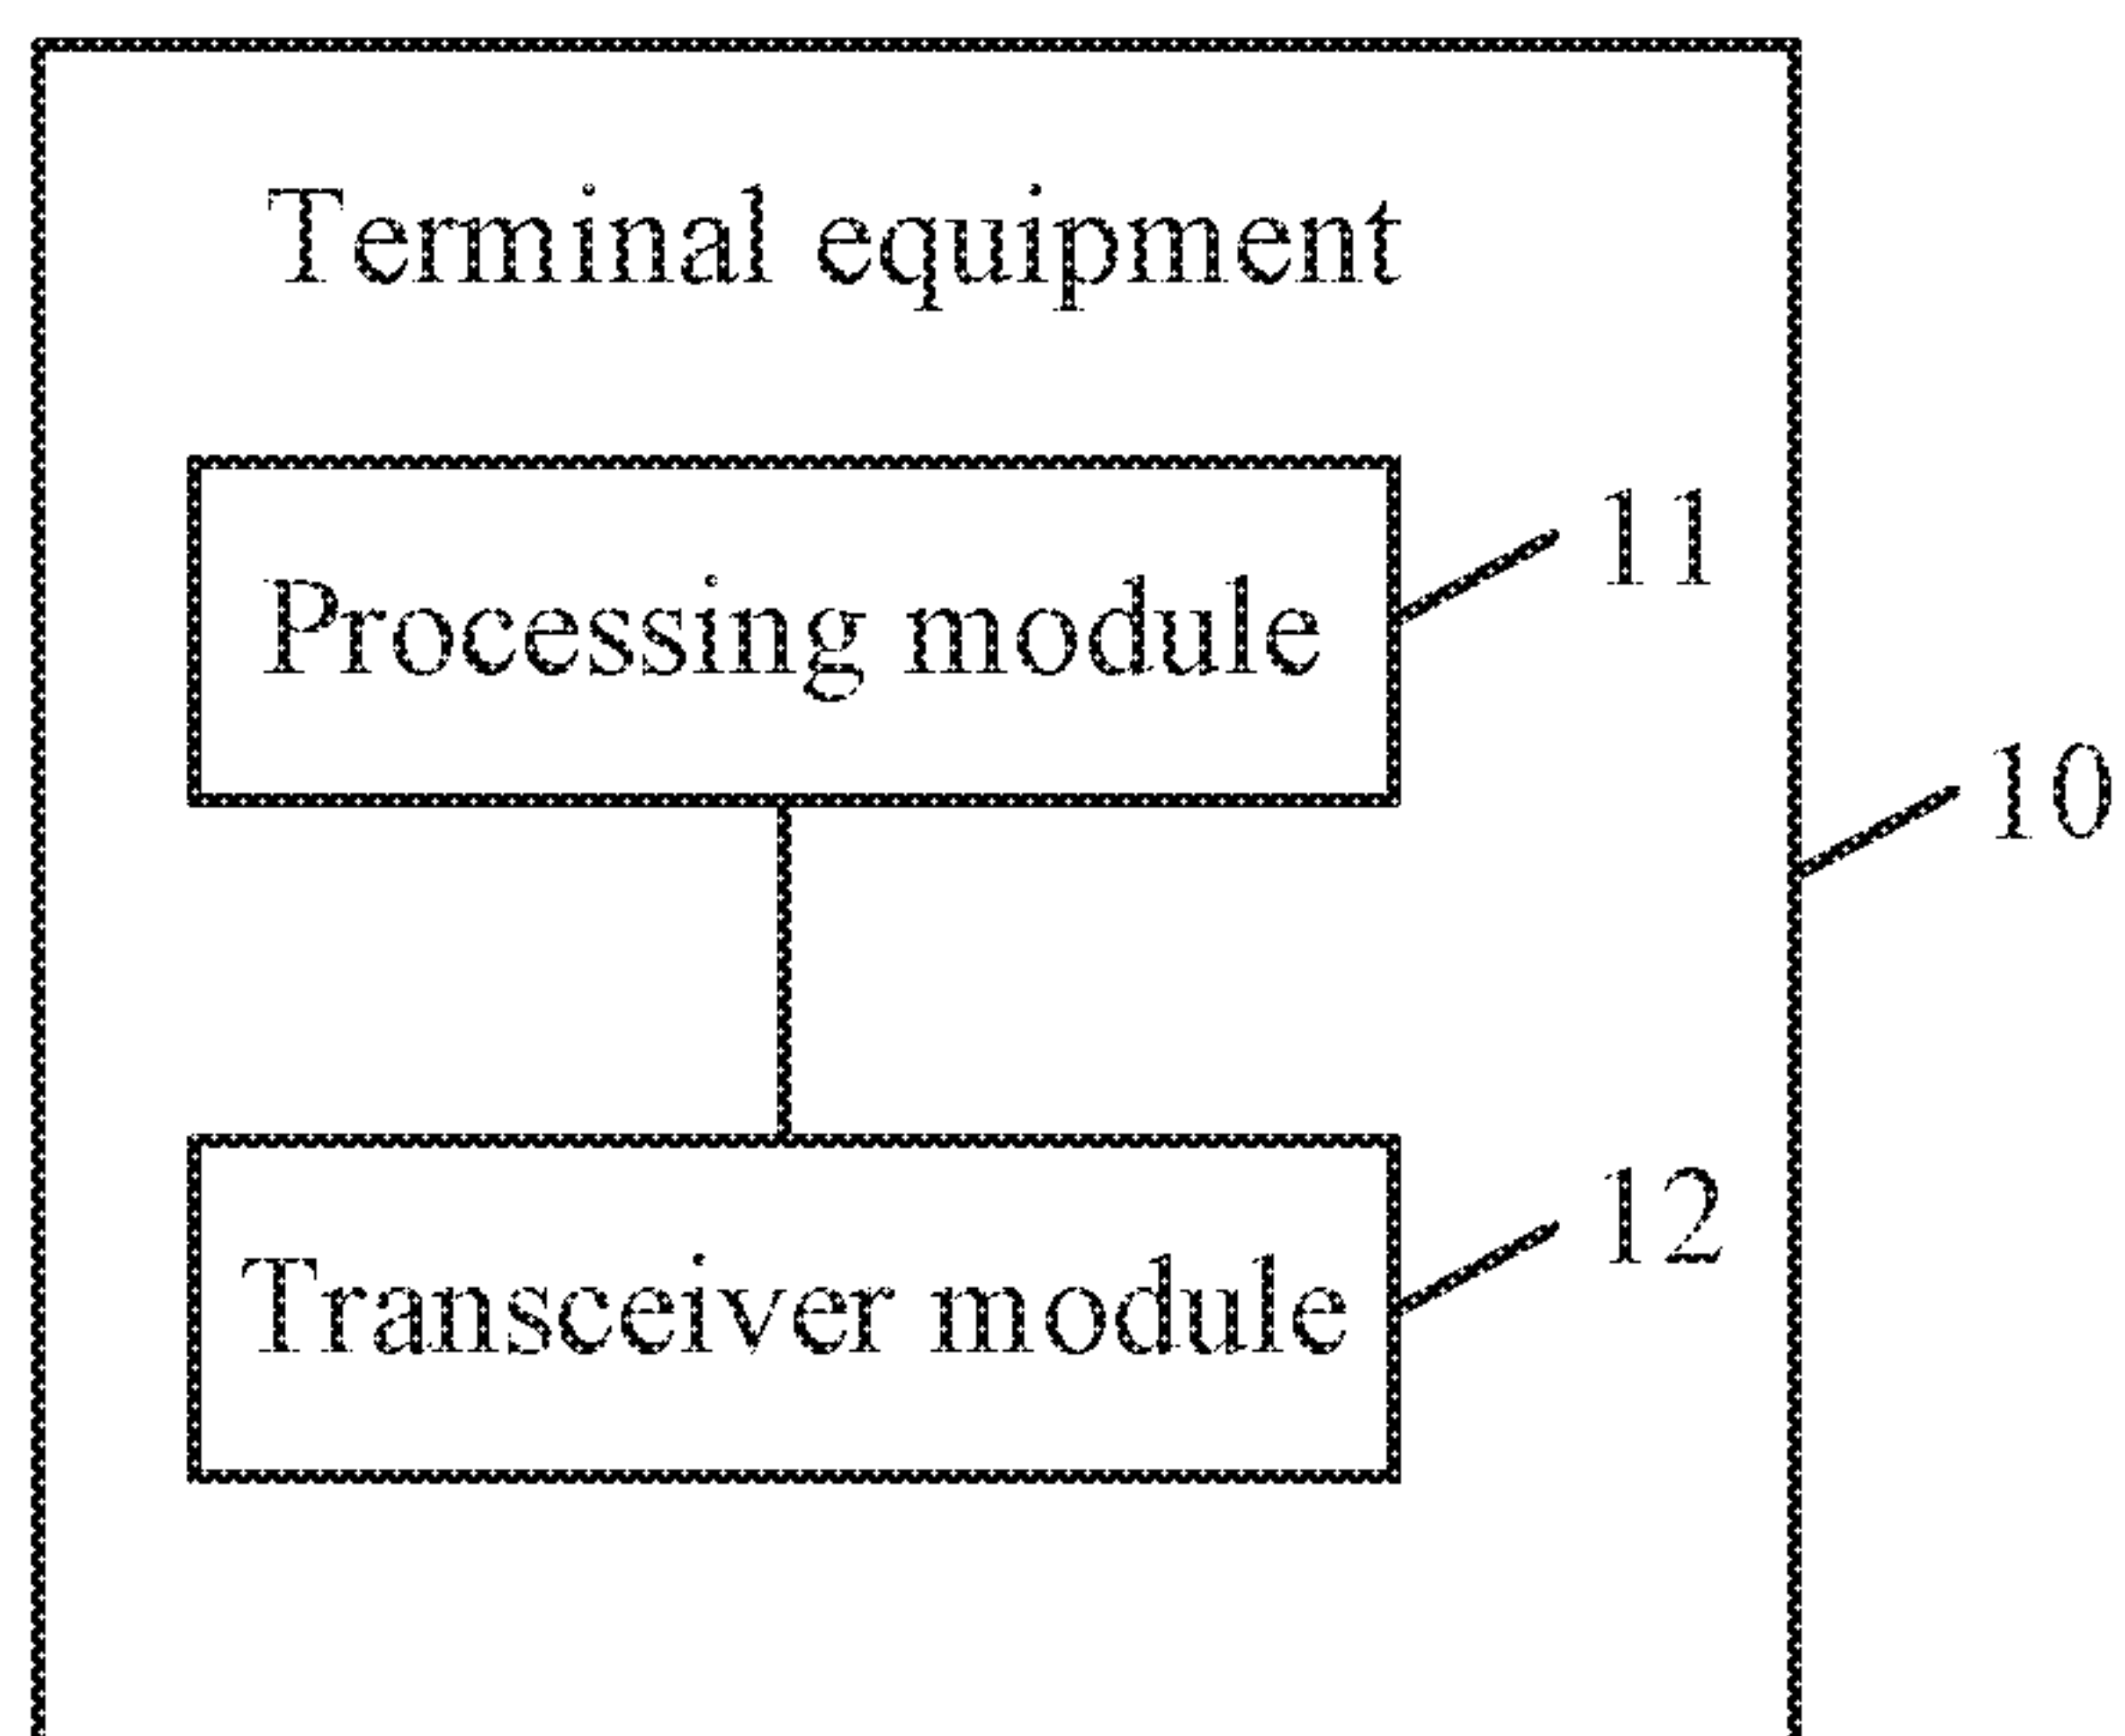 Terminal equipment
11
Processing module
10
12
Transceiver module